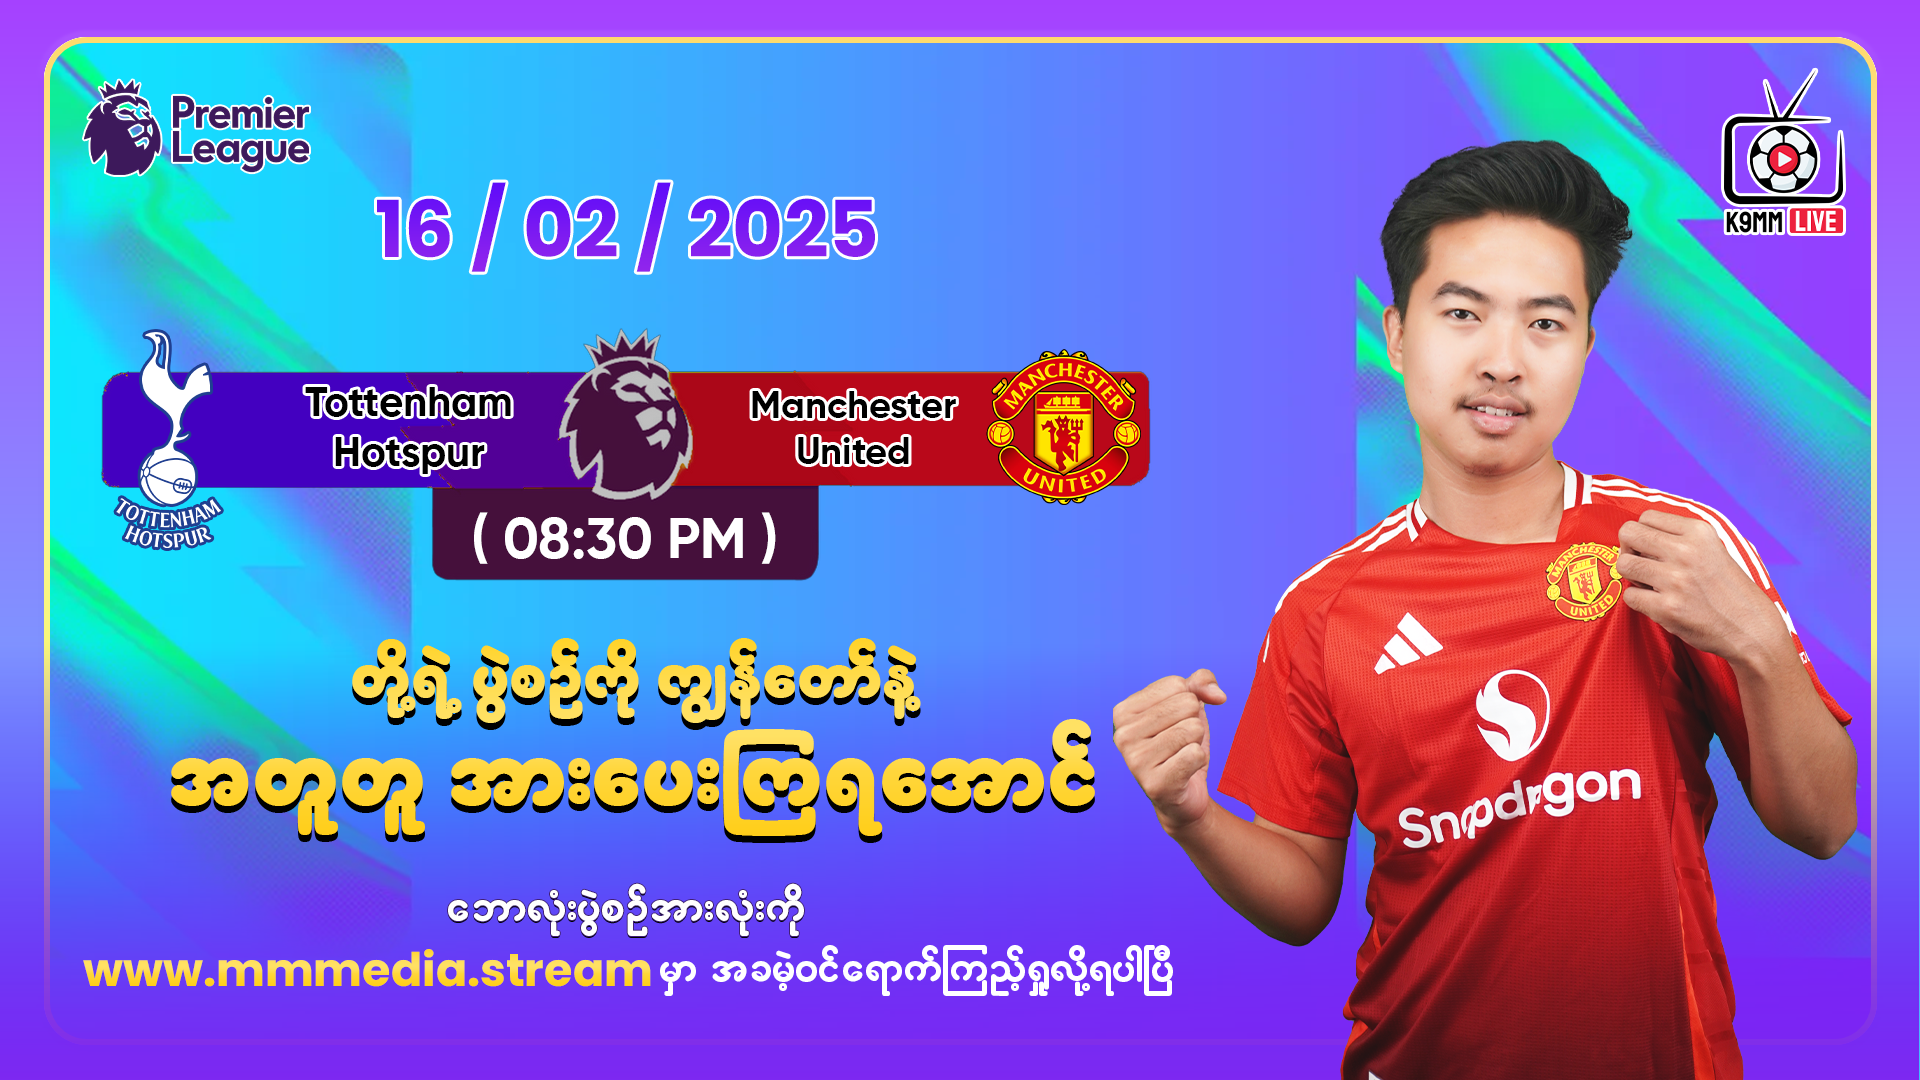 Premier
League
K9MM LIVE
16 / 02 / 2025
Tottenham
Hotspur
Manchester
United
MANCHESTER
UNITED
TOTTENHAM
HOTSPUR
( 08:30 PM )
တို့ရဲ့ ပွဲစဉ်ကို ကျွန်တော်နဲ့
အတူတူ အားပေးကြရအောင်
ဘောလုံးပွဲစဉ်အားလုံးကို
www.mmmedia.stream မှာ အခမဲ့ဝင်ရောက်ကြည့်ရှုလို့ရပါပြီ
MANCHESTER
UNITED
Snapdragon